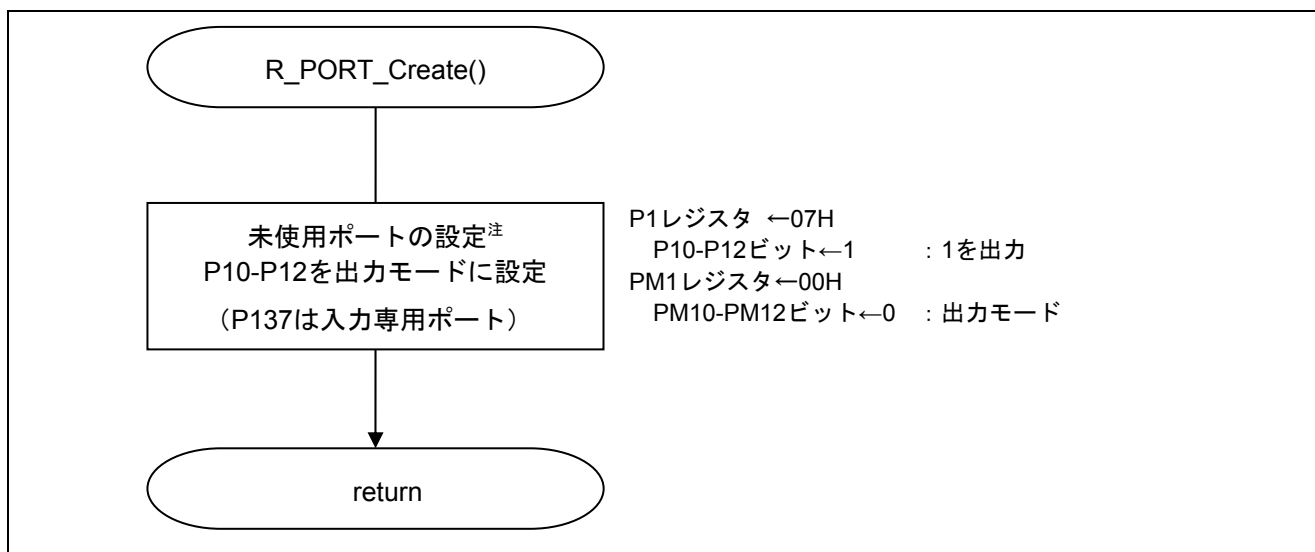 R_PORT_Create()
未使用ポートの設定注
P10-P12を出力モードに設定
（P137は入力専用ポート）
P1レジスタ ←07H
P10-P12ビット←1 : 1を出力
PM1レジスタ←00H
PM10-PM12ビット←0 : 出力モード
return